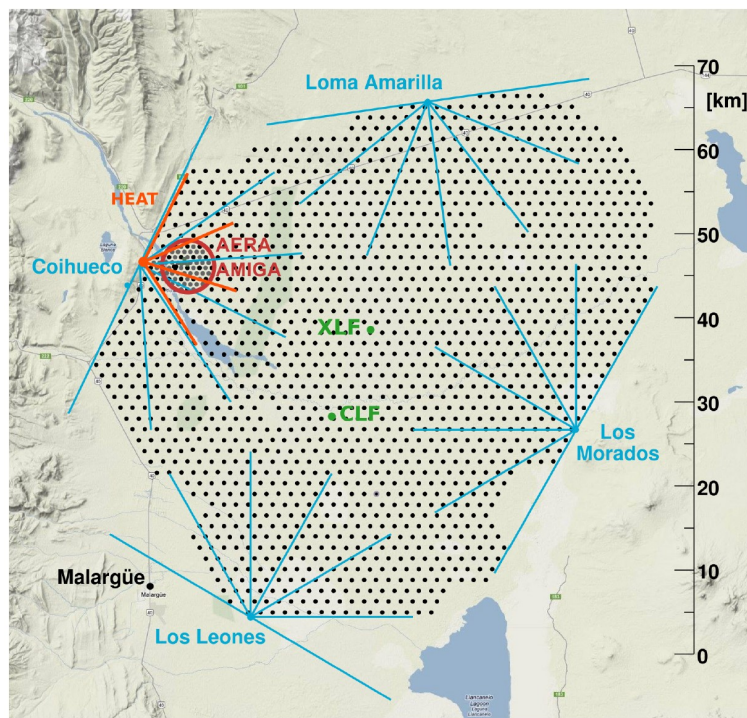 70
Loma Amarilla
[km]
60
HEAT
50
AERA
AMIGA
Coihueco
40
XLF
30
CLF
Los
Morados
20
10
Malargüe
Malargüe
Los Leones
0